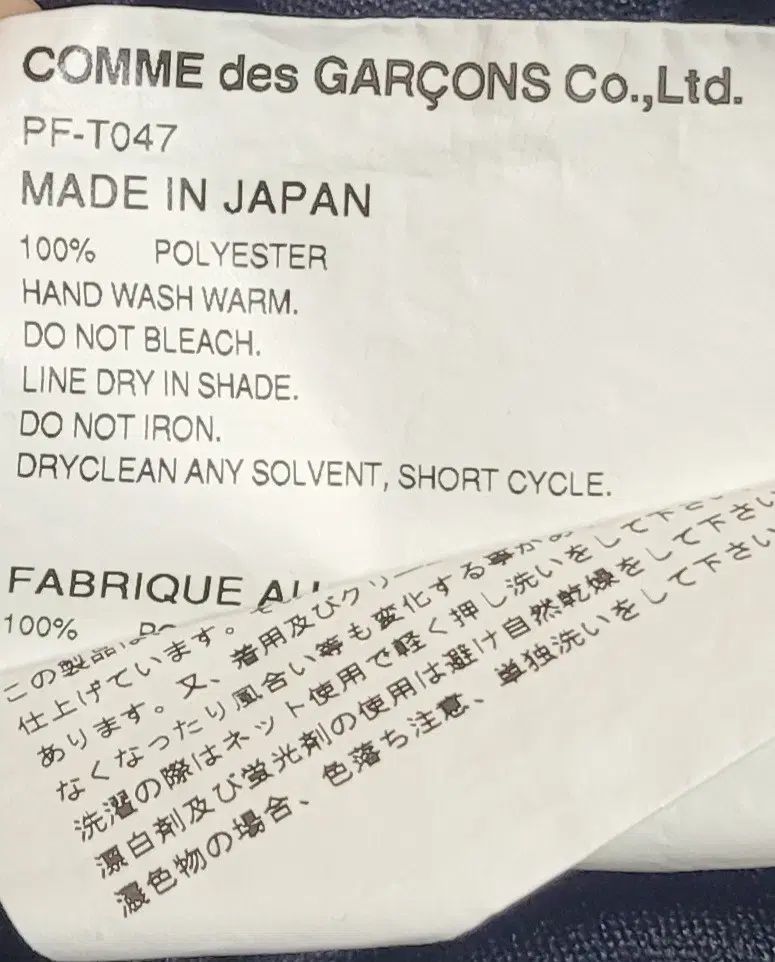 COMME des GARÇONS Co.,Ltd.
PF-T047
MADE IN JAPAN
100% POLYESTER
HAND WASH WARM.
DO NOT BLEACH.
LINE DRY IN SHADE.
DO NOT IRON.
DRYCLEAN ANY SOLVENT, SHORT CYCLE.
FABRIQUE AU
100%
この製品は
仕上げています。又、着用及びクリー
あります。
なくなったり風合い等も変化する事があ
洗濯の際はネット使用で軽く押し洗いをして下さ
漂白剤及び蛍光剤の使用は避け自然乾燥をして下さい
濃色物の場合、色落ち注意、単独洗いをして下さい